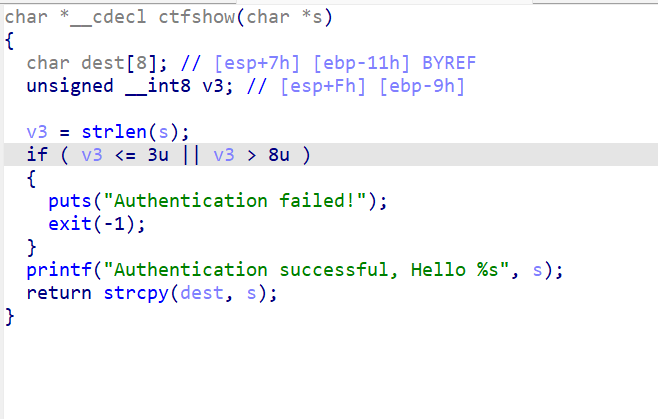 char *__cdecl ctfshow(char *s)
{
  char dest[8]; // [esp+7h] [ebp-11h] BYREF
  unsigned __int8 v3; // [esp+Fh] [ebp-9h]

  v3 = strlen(s);
  if ( v3 <= 3u || v3 > 8u )
  {
    puts("Authentication failed!");
    exit(-1);
  }
  printf("Authentication successful, Hello %s", s);
  return strcpy(dest, s);
}